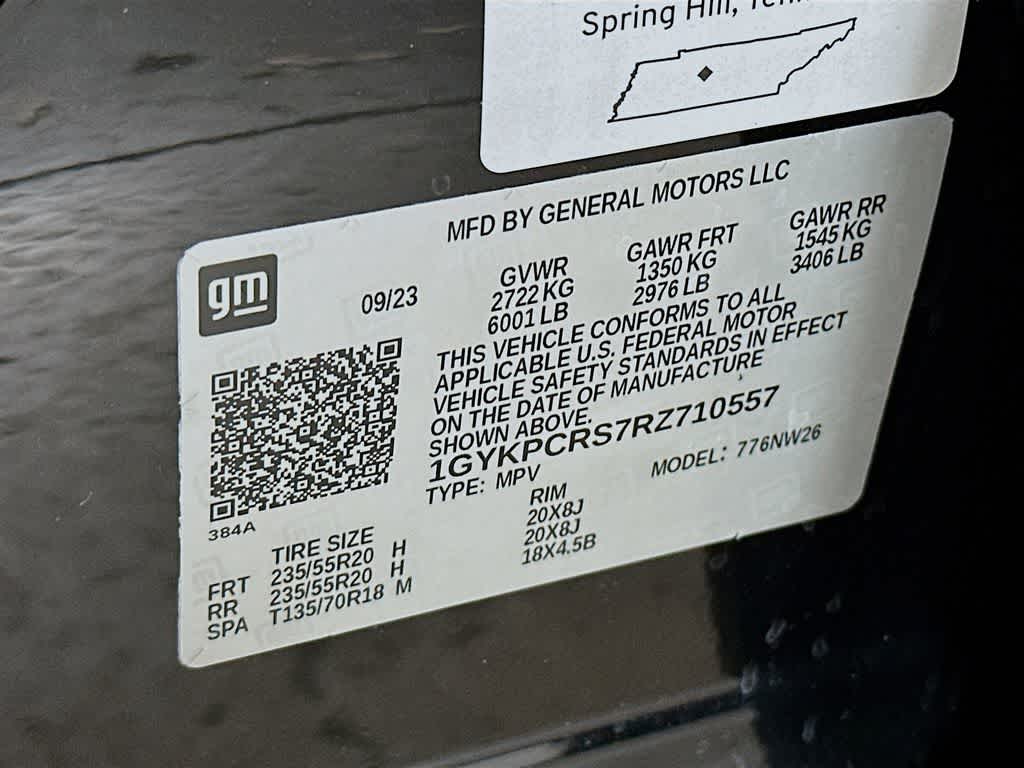 Spring Hill,
MFD BY GENERAL MOTORS LLC
gm
09/23
GVWR GAWR FRT GAWR RR
2722 KG 1350 KG 1545 KG
6001 LB 2976 LB 3406 LB
THIS VEHICLE CONFORMS TO ALL
APPLICABLE U.S. FEDERAL MOTOR
VEHICLE SAFETY STANDARDS IN EFFECT
ON THE DATE OF MANUFACTURE
SHOWN ABOVE.
1GYKPCRS7RZ710557
TYPE: MPV MODEL: 776NW26
384A
TIRE SIZE RIM
FRT 235/55R20 H 20X8J
RR 235/55R20 H 20X8J
SPA T135/70R18 M 18X4.5B